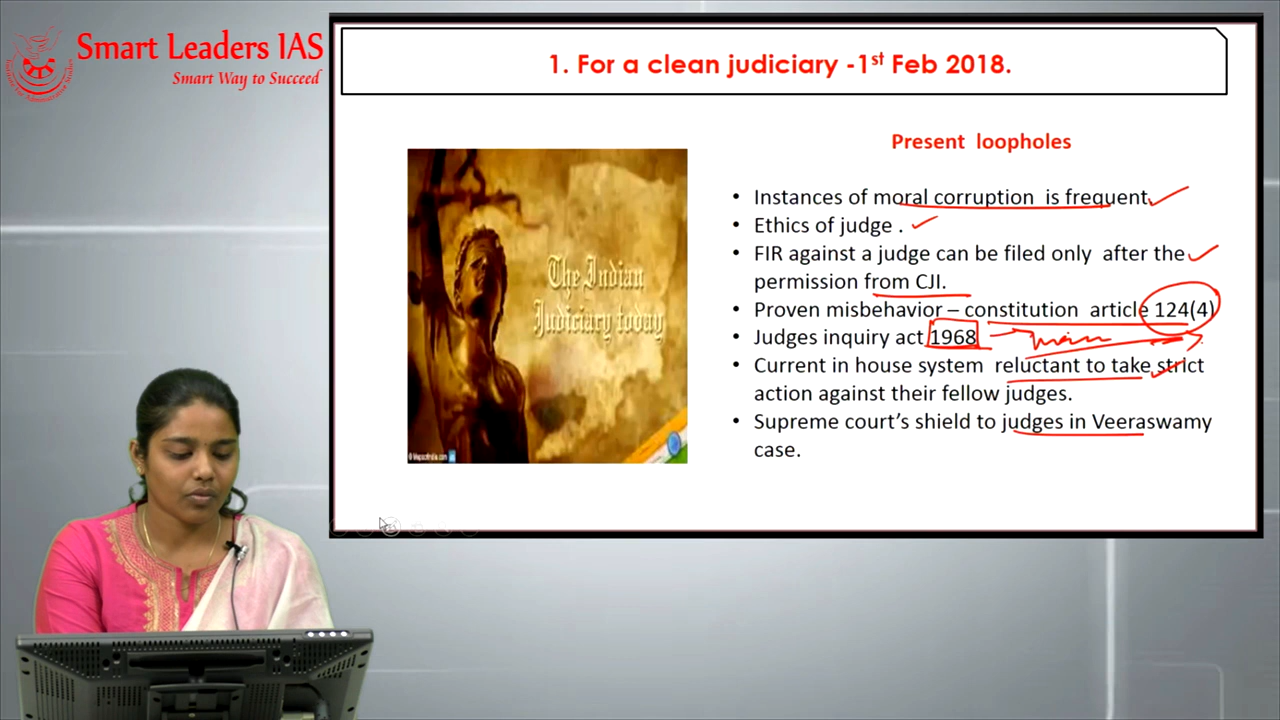 Smart Leaders IAS
Smart Way to Succeed
1. For a clean judiciary -1st Feb 2018.
Present loopholes
• Instances of moral corruption is frequent
• Ethics of judge .
• FIR against a judge can be filed only after the
permission from CJI.
• Proven misbehavior – constitution article 124(4)
• Judges inquiry act 1968
• Current in house system reluctant to take strict
action against their fellow judges.
• Supreme court's shield to judges in Veeraswamy
case.
The Indian
Judiciary today